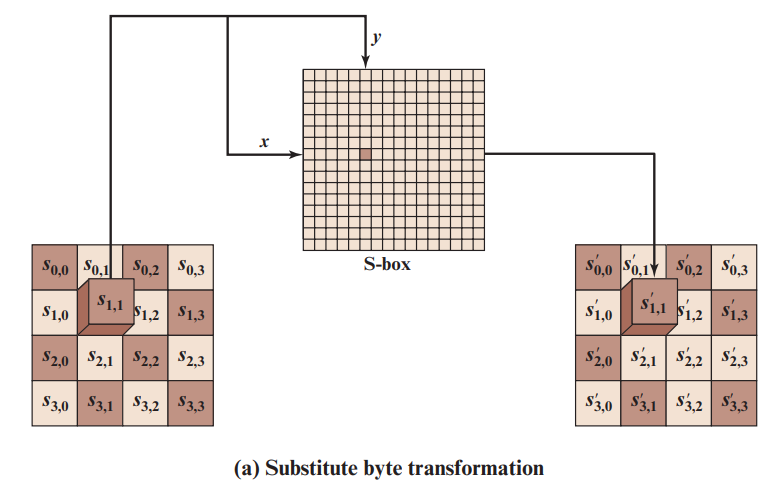 y
x
S-box
s0,0 s0,1 s0,2 s0,3
s1,0 s1,1 s1,2 s1,3
s2,0 s2,1 s2,2 s2,3
s3,0 s3,1 s3,2 s3,3
s′0,0 s′0,1 s′0,2 s′0,3
s′1,0 s′1,1 s′1,2 s′1,3
s′2,0 s′2,1 s′2,2 s′2,3
s′3,0 s′3,1 s′3,2 s′3,3
(a) Substitute byte transformation